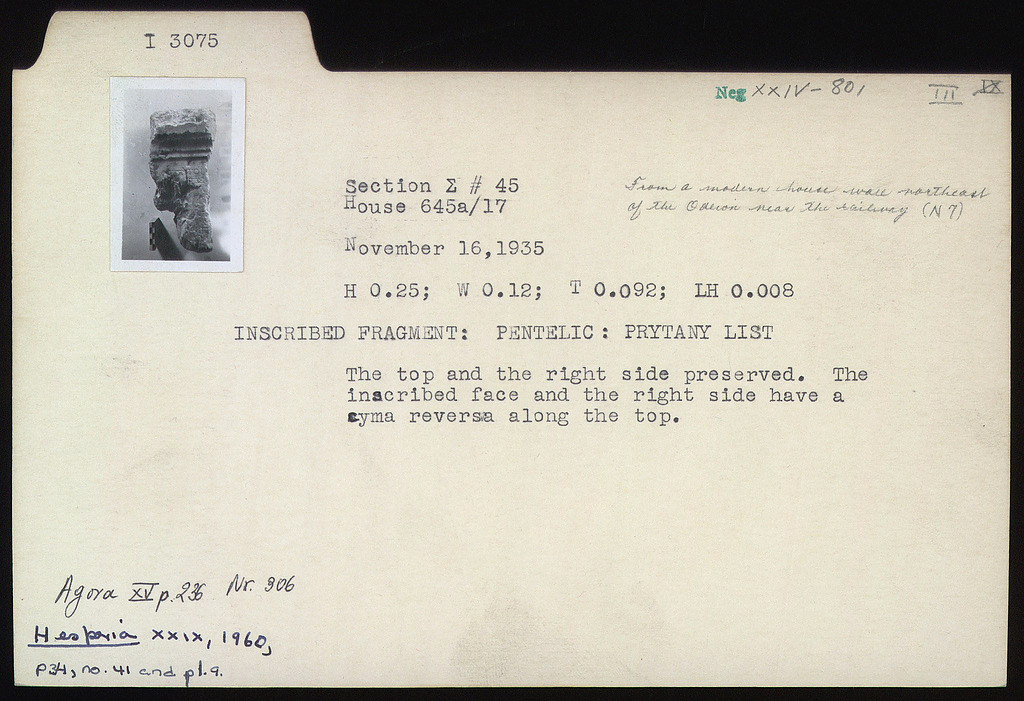 I 3075
Neg XXIV - 801
III IX
Section Σ # 45
House 645a/17
From a modern house wall northeast
of the Odeion near the railway (N 7)
November 16,1935
H 0.25; W 0.12; T 0.092; LH 0.008
INSCRIBED FRAGMENT: PENTELIC: PRYTANY LIST
The top and the right side preserved. The
inscribed face and the right side have a
cyma reversa along the top.
Agora XV p.236 Nr. 306
Hesperia XXIX, 1960,
p34, no. 41 and pl.9.